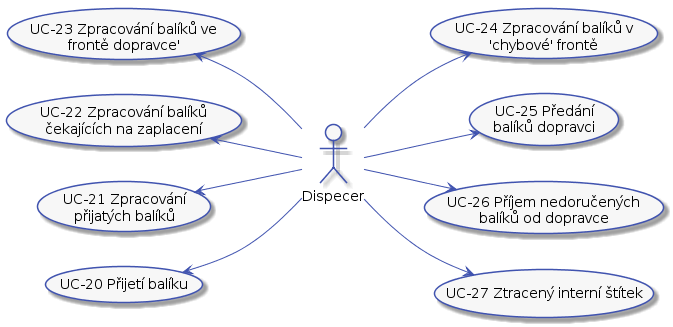 UC-23 Zpracování balíků ve
frontě dopravce'
UC-22 Zpracování balíků
čekajících na zaplacení
UC-21 Zpracování
přijatých balíků
UC-20 Přijetí balíku
Dispecer
UC-24 Zpracování balíků v
'chybové' frontě
UC-25 Předání
balíků dopravci
UC-26 Příjem nedoručených
balíků od dopravce
UC-27 Ztracený interní štítek